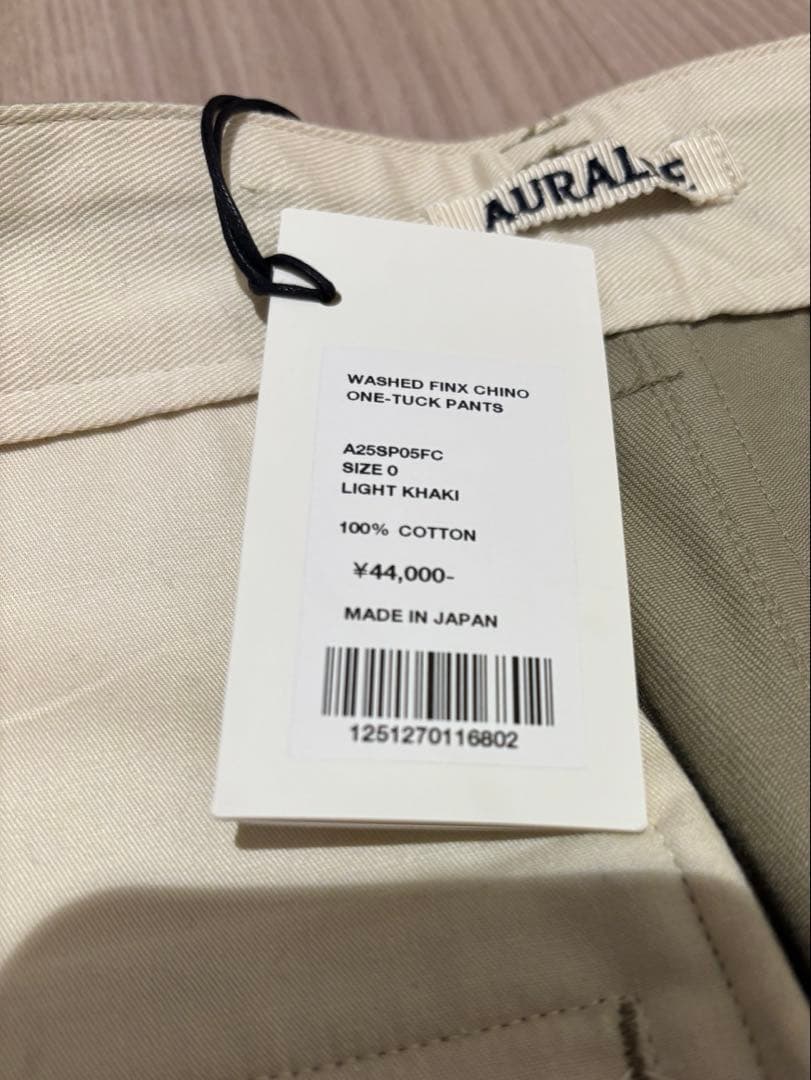 AURALEE
WASHED FINX CHINO
ONE-TUCK PANTS
A25SP05FC
SIZE 0
LIGHT KHAKI
100% COTTON
¥44,000-
MADE IN JAPAN
1251270116802